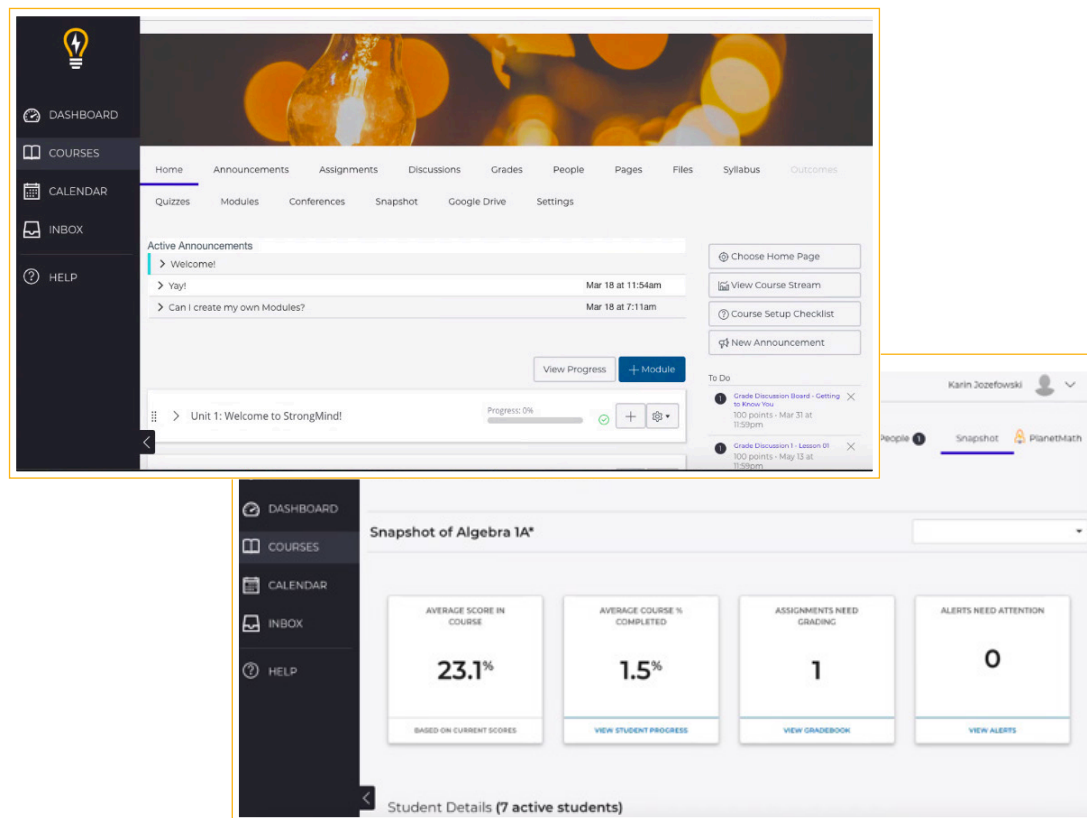 DASHBOARD
COURSES
CALENDAR
INBOX
HELP
Home Announcements Assignments Discussions Grades People Pages Files Syllabus Outcomes
Quizzes Modules Conferences Snapshot Google Drive Settings
Active Announcements
Welcome!
Yay! Mar 18 at 11:54am
Can I create my own Modules? Mar 18 at 7:11am
View Progress + Module
Unit 1: Welcome to StrongMind! Progress: 0%
Choose Home Page
View Course Stream
Course Setup Checklist
New Announcement
To Do
1 Grade Discussion Board - Getting
to Know You
100 points - Mar 31 at
11:59pm
1 Grade Discussion 1 - Lesson 01
100 points - May 13 at
11:59pm
Karin Jozefowski
People 1 Snapshot PlanetMath
DASHBOARD
COURSES
CALENDAR
INBOX
HELP
Snapshot of Algebra 1A*
AVERAGE SCORE IN
COURSE
23.1%
BASED ON CURRENT SCORES
AVERAGE COURSE %
COMPLETED
1.5%
VIEW STUDENT PROGRESS
ASSIGNMENTS NEED
GRADING
1
VIEW GRADEBOOK
ALERTS NEED ATTENTION
0
VIEW ALERTS
Student Details (7 active students)